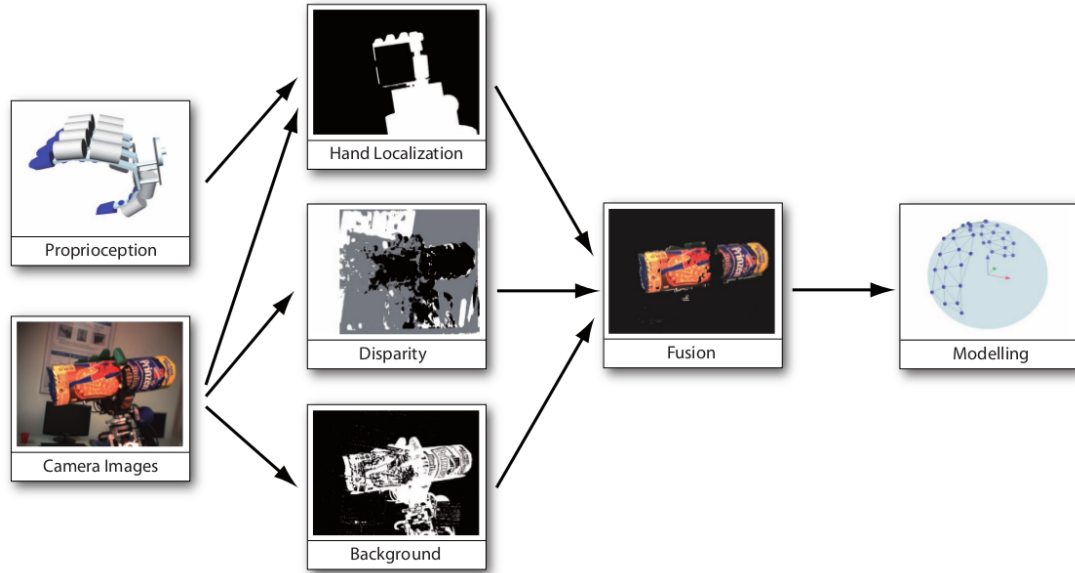 Proprioception
Camera Images
Hand Localization
Disparity
Background
Fusion
Modelling